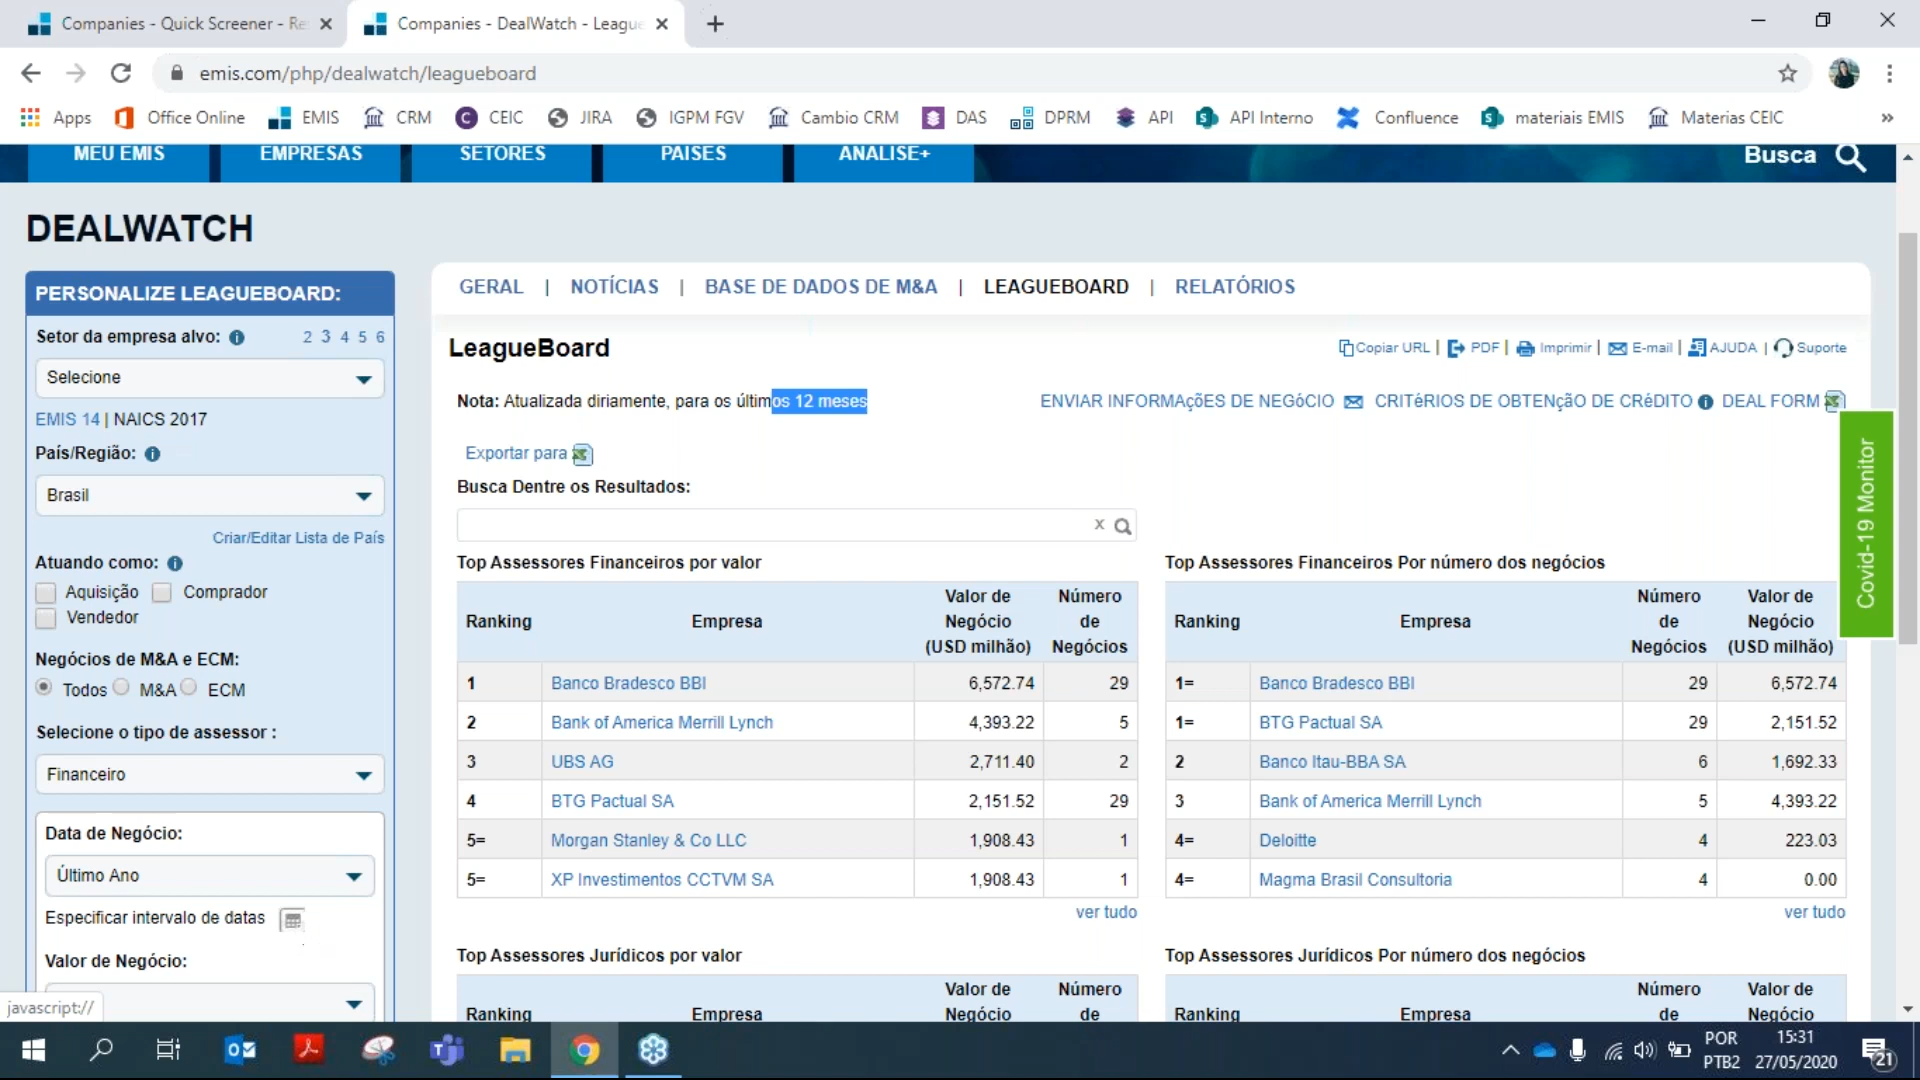 Companies - Quick Screener - Re
Companies - DealWatch - League
emis.com/php/dealwatch/leagueboard
Apps
Office Online
EMIS
CRM
CEIC
JIRA
IGPM FGV
Cambio CRM
DAS
DPRM
API
API Interno
Confluence
materiais EMIS
Materias CEIC
»
MEU EMIS
EMPRESAS
SETORES
PAISES
ANALISE+
Busca
DEALWATCH
PERSONALIZE LEAGUEBOARD:
Setor da empresa alvo: 2 3 4 5 6
Selecione
EMIS 14 | NAICS 2017
País/Região:
Brasil
Criar/Editar Lista de País
Atuando como:
Aquisição Comprador
Vendedor
Negócios de M&A e ECM:
Todos M&A ECM
Selecione o tipo de assessor :
Financeiro
Data de Negócio:
Último Ano
Especificar intervalo de datas
Valor de Negócio:
javascript://
GERAL | NOTÍCIAS | BASE DE DADOS DE M&A | LEAGUEBOARD | RELATÓRIOS
LeagueBoard
Copiar URL | PDF | Imprimir | E-mail | AJUDA | Suporte
Nota: Atualizada diriamente, para os últimos 12 meses
ENVIAR INFORMAçõES DE NEGóCIO CRITéRIOS DE OBTENçãO DE CRéDITO DEAL FORM
Exportar para
Busca Dentre os Resultados:
x
Top Assessores Financeiros por valor
Ranking Empresa Valor de Negócio (USD milhão) Número de Negócios
1 Banco Bradesco BBI 6,572.74 29
2 Bank of America Merrill Lynch 4,393.22 5
3 UBS AG 2,711.40 2
4 BTG Pactual SA 2,151.52 29
5= Morgan Stanley & Co LLC 1,908.43 1
5= XP Investimentos CCTVM SA 1,908.43 1
ver tudo
Top Assessores Financeiros Por número dos negócios
Ranking Empresa Número de Negócios Valor de Negócio (USD milhão)
1= Banco Bradesco BBI 29 6,572.74
1= BTG Pactual SA 29 2,151.52
2 Banco Itau-BBA SA 6 1,692.33
3 Bank of America Merrill Lynch 5 4,393.22
4= Deloitte 4 223.03
4= Magma Brasil Consultoria 4 0.00
ver tudo
Top Assessores Jurídicos por valor
Ranking Empresa Valor de Negócio Número de
Top Assessores Jurídicos Por número dos negócios
Ranking Empresa Número de Valor de Negócio
Covid-19 Monitor
POR
PTB2
15:31
27/05/2020
21